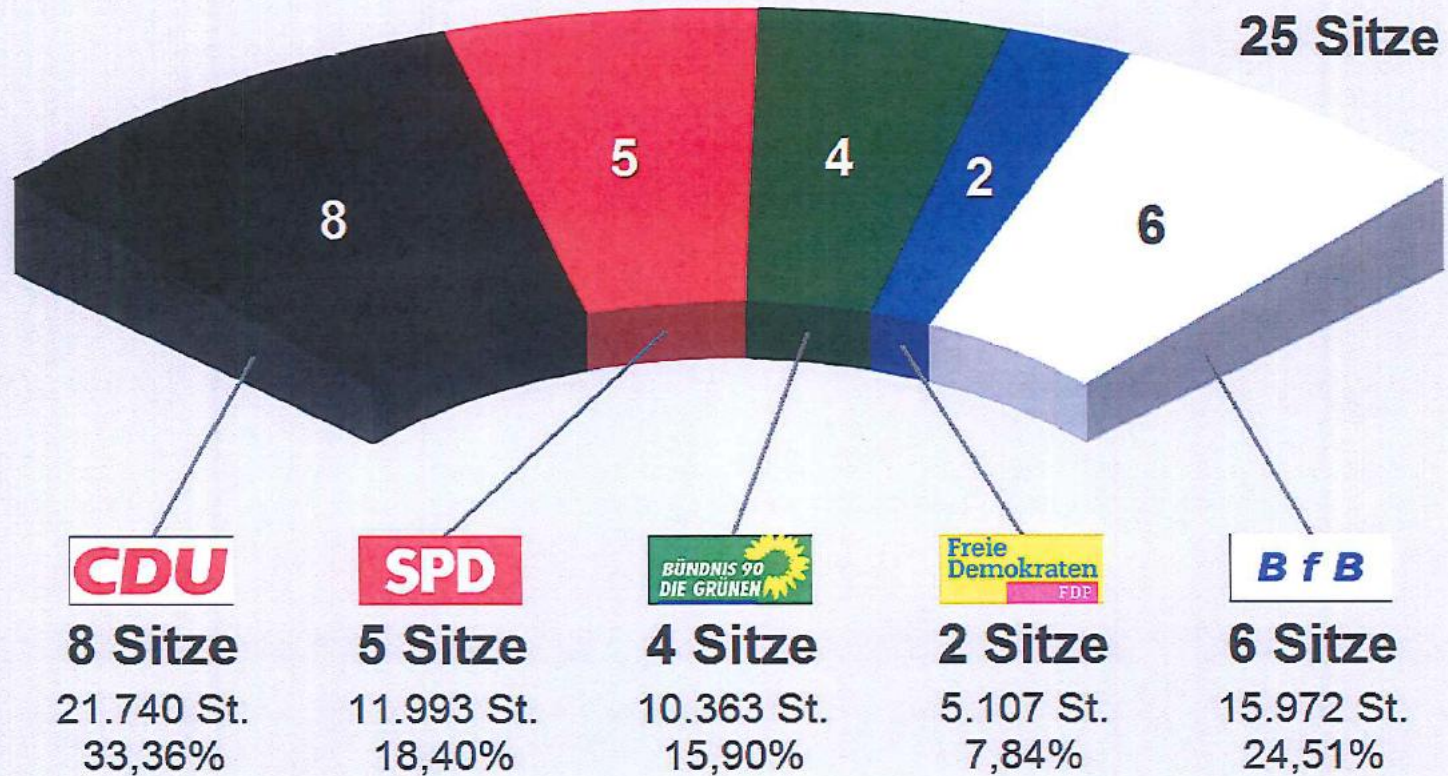 25 Sitze
8
5
4
2
6
CDU
SPD
BÜNDNIS 90
DIE GRÜNEN
Freie
Demokraten
FDP
B f B
8 Sitze
5 Sitze
4 Sitze
2 Sitze
6 Sitze
21.740 St.
11.993 St.
10.363 St.
5.107 St.
15.972 St.
33,36%
18,40%
15,90%
7,84%
24,51%